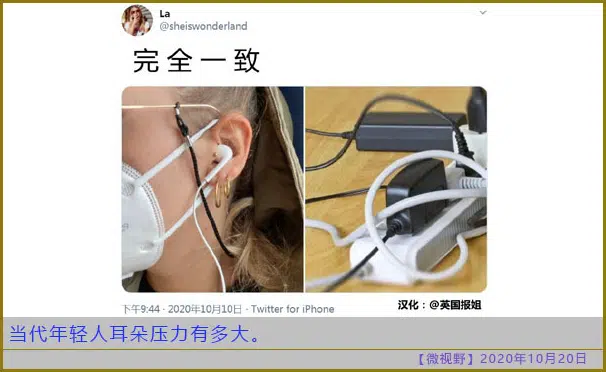 La
@sheiswonderland
完全一致
下午9:44 · 2020年10月10日 · Twitter for iPhone
汉化：@英国报姐
当代年轻人耳朵压力有多大。
【微视野】2020年10月20日